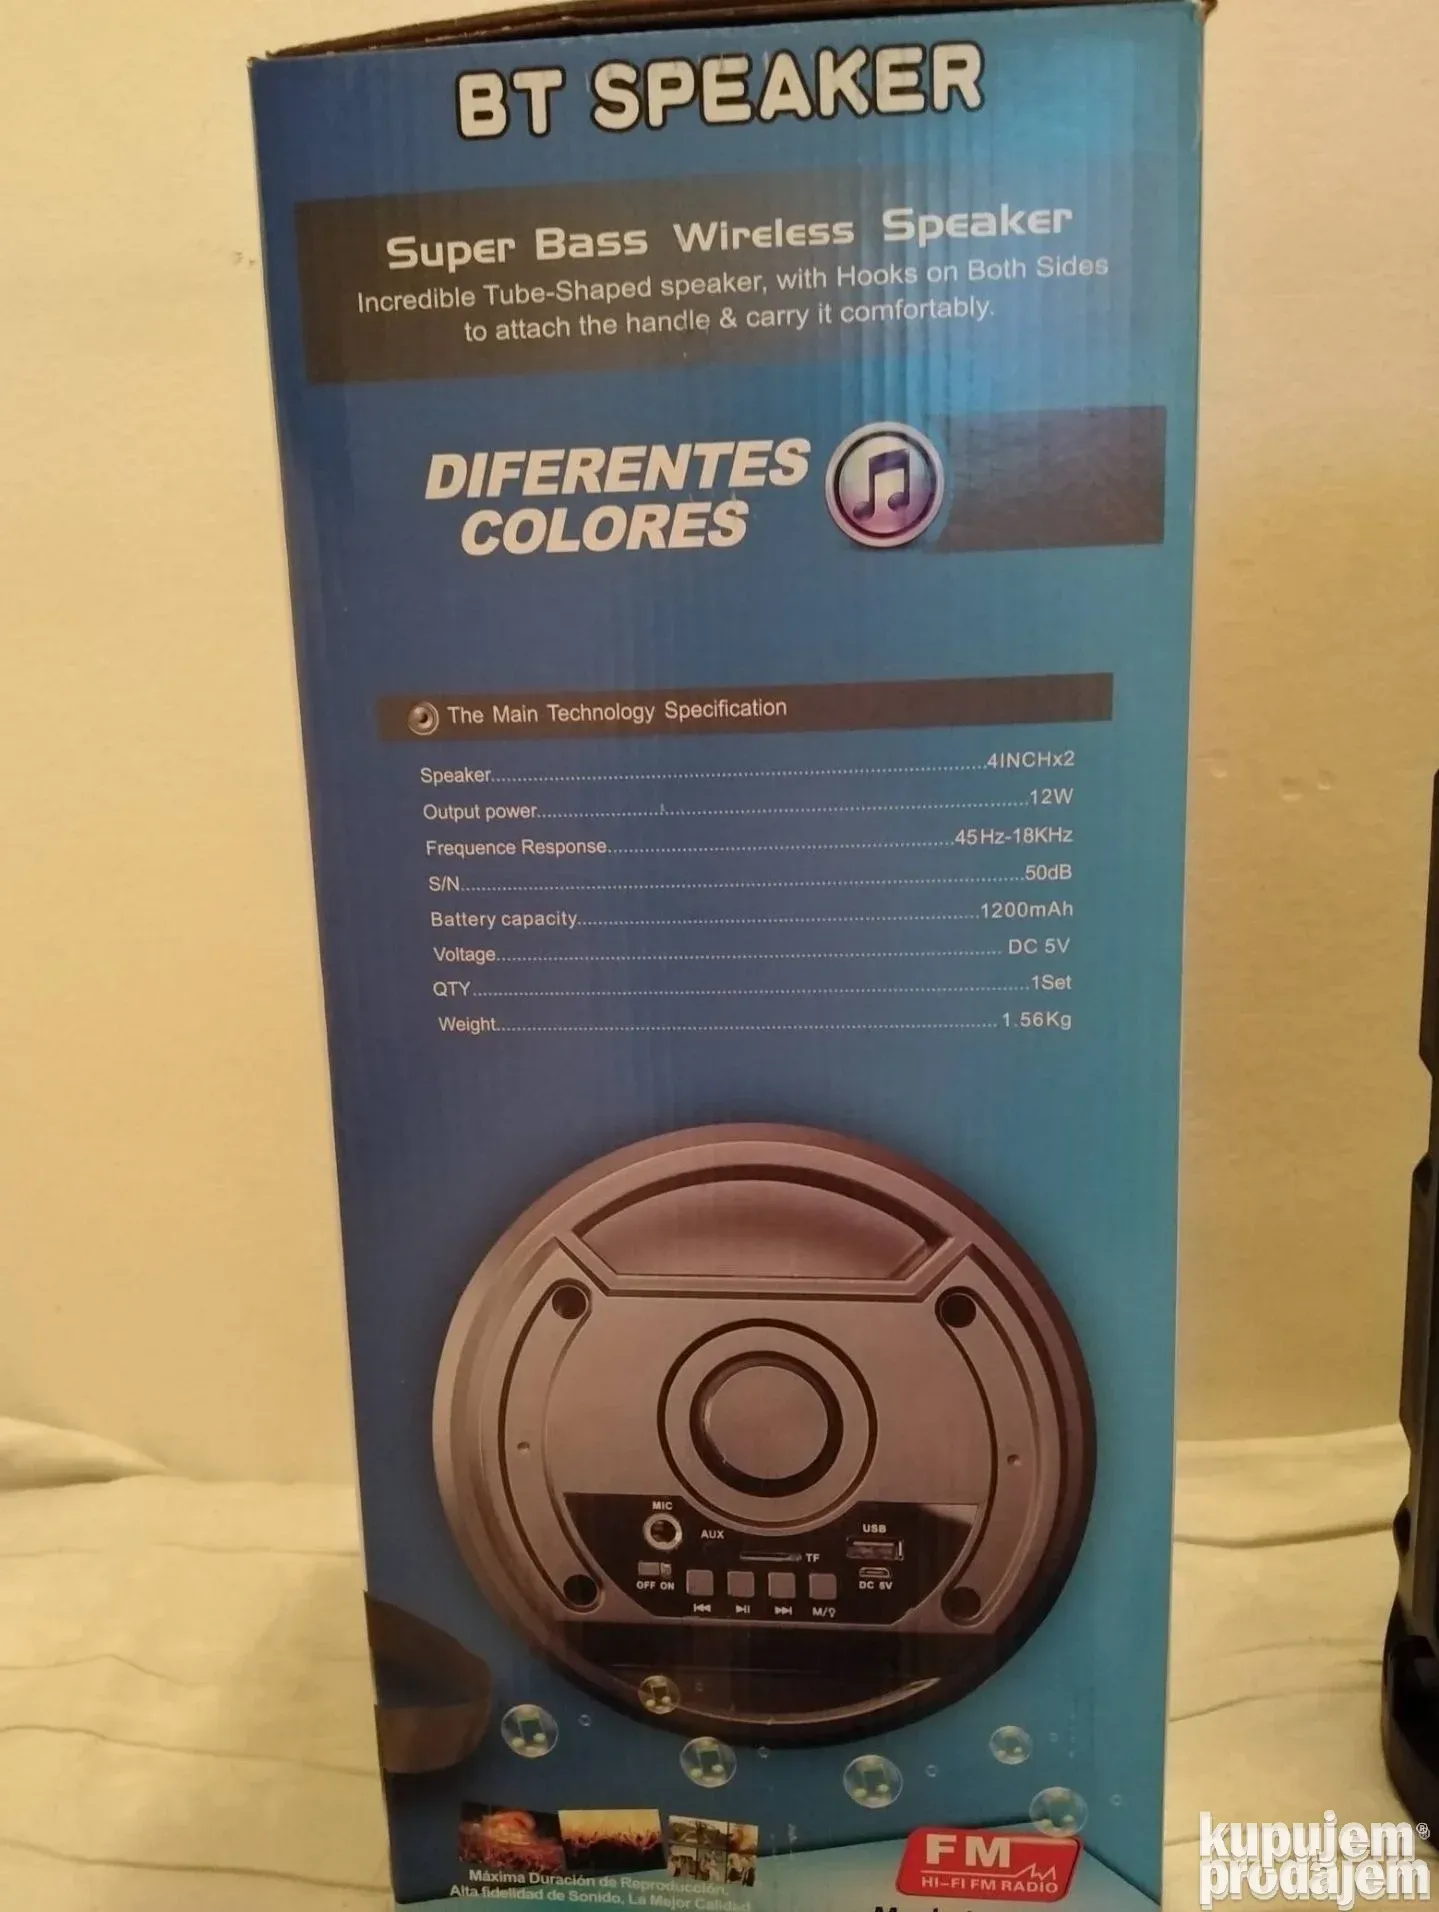 BT SPEAKER
Super Bass Wireless Speaker
Incredible Tube-Shaped speaker, with Hooks on Both Sides
to attach the handle & carry it comfortably.
DIFERENTES
COLORES
The Main Technology Specification
Speaker 4INCHx2
Output power 12W
Frequence Response 45Hz-18KHz
S/N 50dB
Battery capacity 1200mAh
Voltage DC 5V
QTY 1Set
Weight 1.56Kg
MIC
AUX
USB
TF
OFF ON
DC 5V
M/
Máxima Duración de Reproducción,
Alta fidelidad de Sonido, La Mejor Calidad
FM
HI-FI FM RADIO
kupujem
prodajem